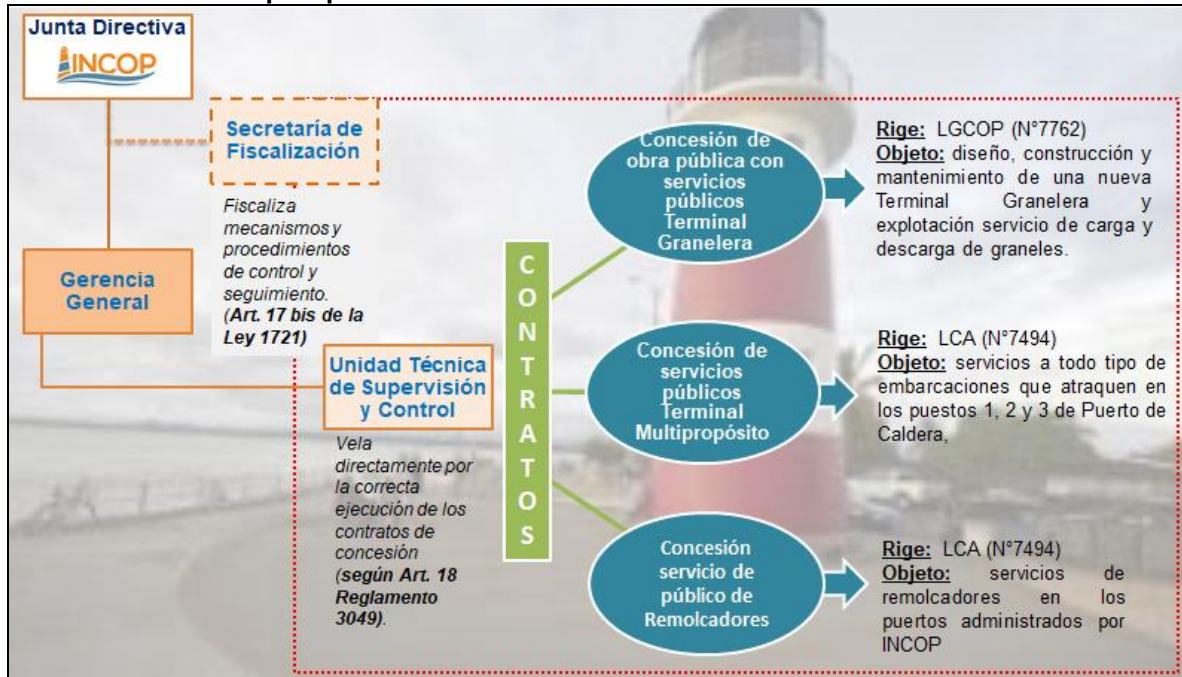 Junta Directiva
INCOP
Secretaría de
Fiscalización
Fiscaliza
mecanismos y
procedimientos
de control y
seguimiento.
(Art. 17 bis de la
Ley 1721)
Gerencia
General
Unidad Técnica
de Supervisión
y Control
Vela
directamente por
la correcta
ejecución de los
contratos de
concesión
(según Art. 18
Reglamento
3049).
C
O
N
T
R
A
T
O
S
Concesión de
obra pública con
servicios
públicos
Terminal
Granelera
Rige: LGCOP (N°7762)
Objeto: diseño, construcción y
mantenimiento de una nueva
Terminal Granelera y
explotación servicio de carga y
descarga de graneles.
Concesión de
servicios
públicos
Terminal
Multipropósito
Rige: LCA (N°7494)
Objeto: servicios a todo tipo de
embarcaciones que atraquen en
los puestos 1, 2 y 3 de Puerto de
Caldera,
Concesión
servicio de
público de
Remolcadores
Rige: LCA (N°7494)
Objeto: servicios de
remolcadores en los
puertos administrados por
INCOP